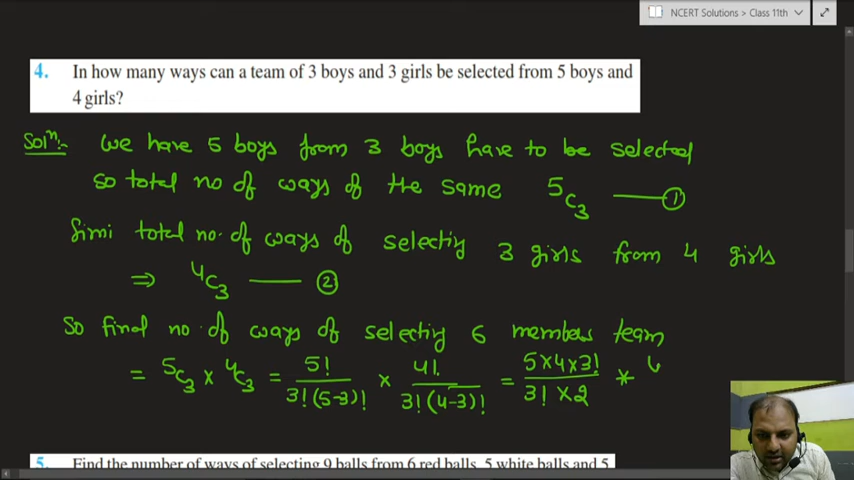 NCERT Solutions > Class 11th
4. In how many ways can a team of 3 boys and 3 girls be selected from 5 boys and
4 girls?
Solⁿ:- We have 5 boys from 3 boys have to be selected
so total no of ways of the same ⁵C₃ —— ①
Simi total no. of ways of selecting 3 girls from 4 girls
⇒ ⁴C₃ —— ②
So final no. of ways of selecting 6 members team
= ⁵C₃ × ⁴C₃ = 5!/3!(5-3)! × 4!/3!(4-3)! = 5×4×3!/3!×2 *
5. Find the number of ways of selecting 9 balls from 6 red balls, 5 white balls and 5